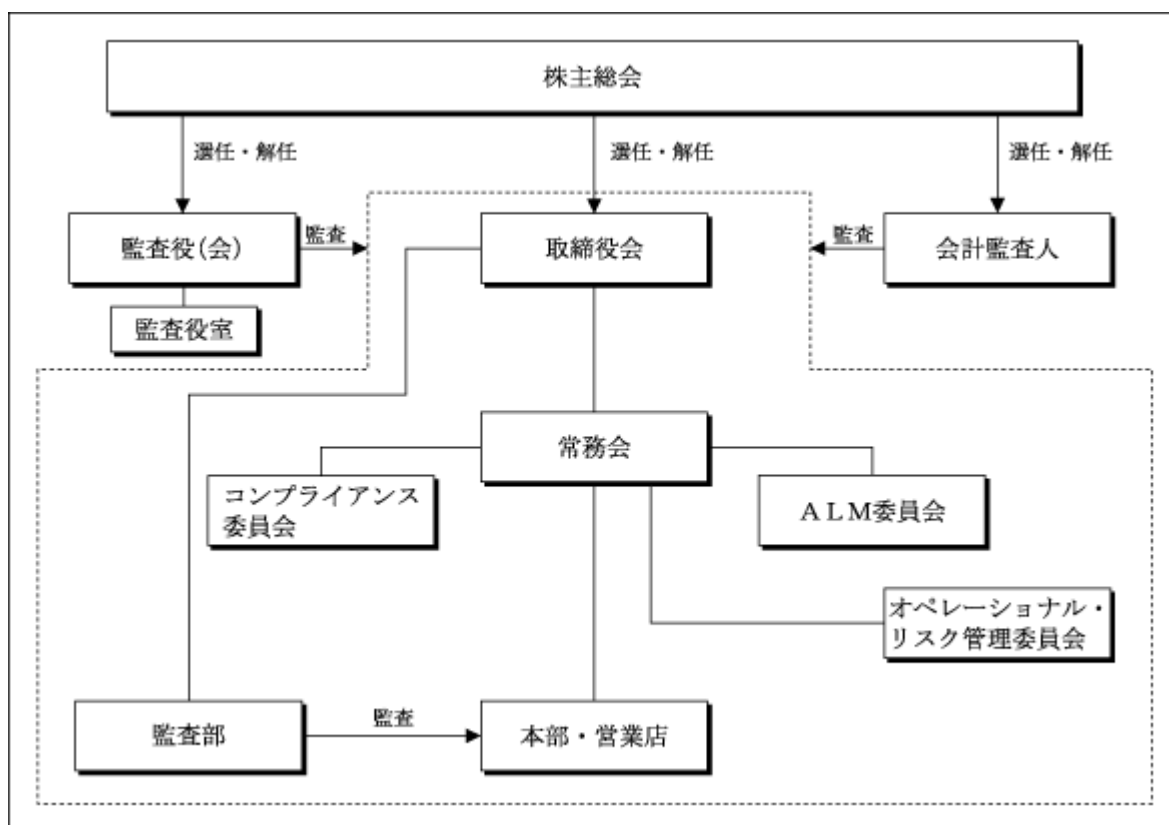 株主総会
選任・解任
選任・解任
選任・解任
監査役(会)
監査
取締役会
監査
会計監査人
監査役室
常務会
コンプライアンス
委員会
ALM委員会
オペレーショナル・
リスク管理委員会
監査部
監査
本部・営業店